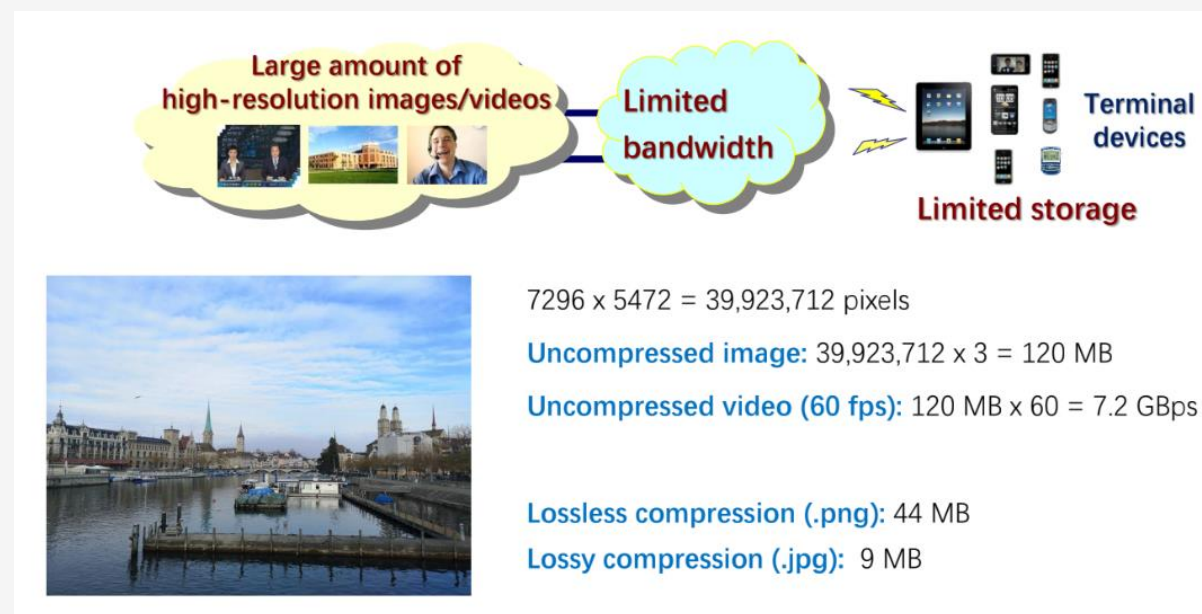 Large amount of
high-resolution images/videos
Limited
bandwidth
Terminal
devices
Limited storage
7296 x 5472 = 39,923,712 pixels
Uncompressed image: 39,923,712 x 3 = 120 MB
Uncompressed video (60 fps): 120 MB x 60 = 7.2 GBps
Lossless compression (.png): 44 MB
Lossy compression (.jpg): 9 MB